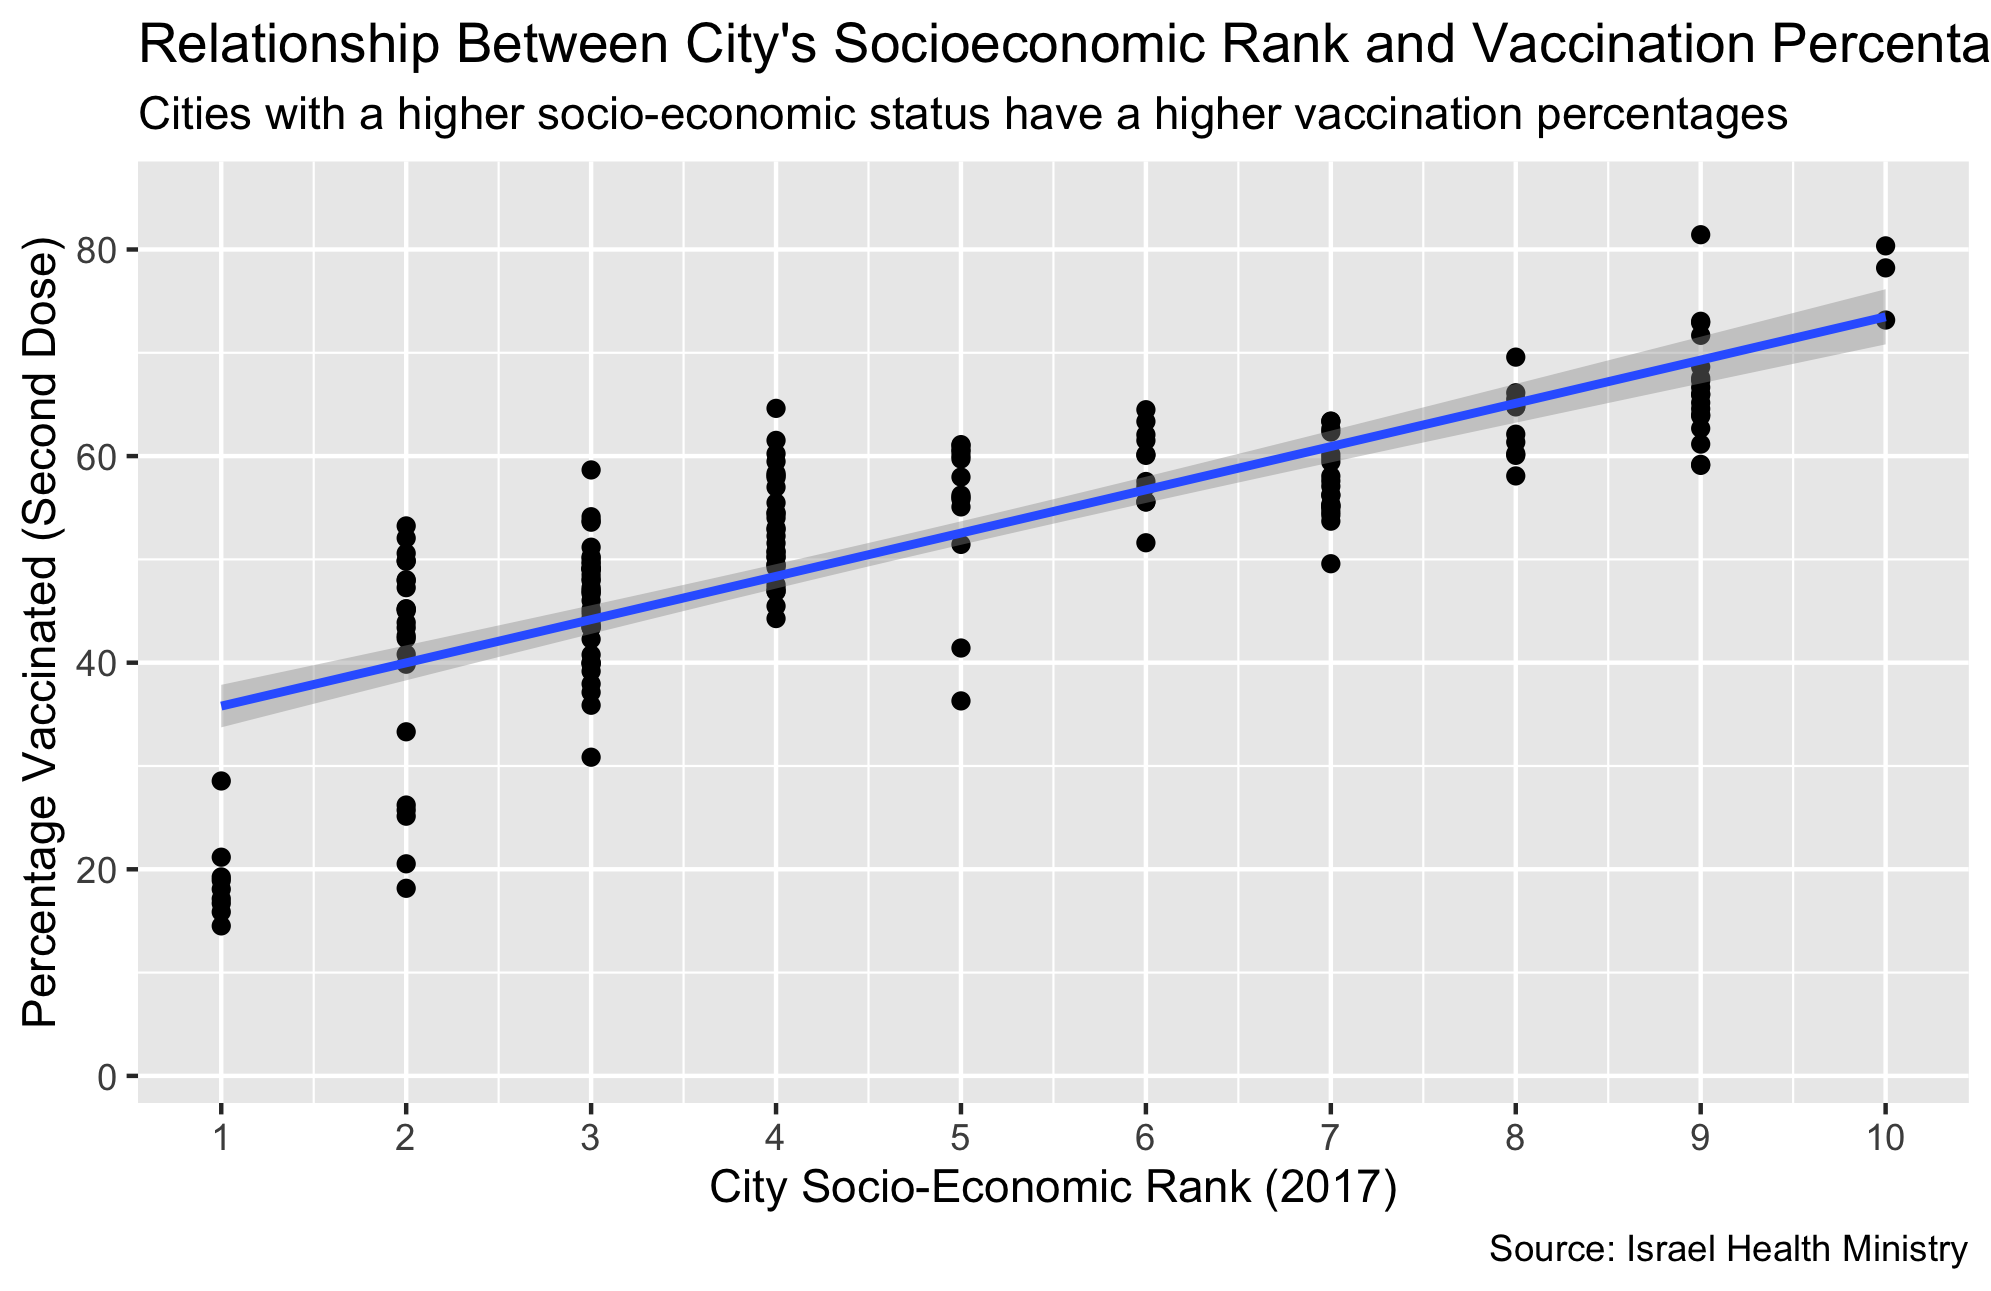 Relationship Between City's Socioeconomic Rank and Vaccination Percenta
Cities with a higher socio-economic status have a higher vaccination percentages
Percentage Vaccinated (Second Dose)
80
60
40
20
0
1 2 3 4 5 6 7 8 9 10
City Socio-Economic Rank (2017)
Source: Israel Health Ministry